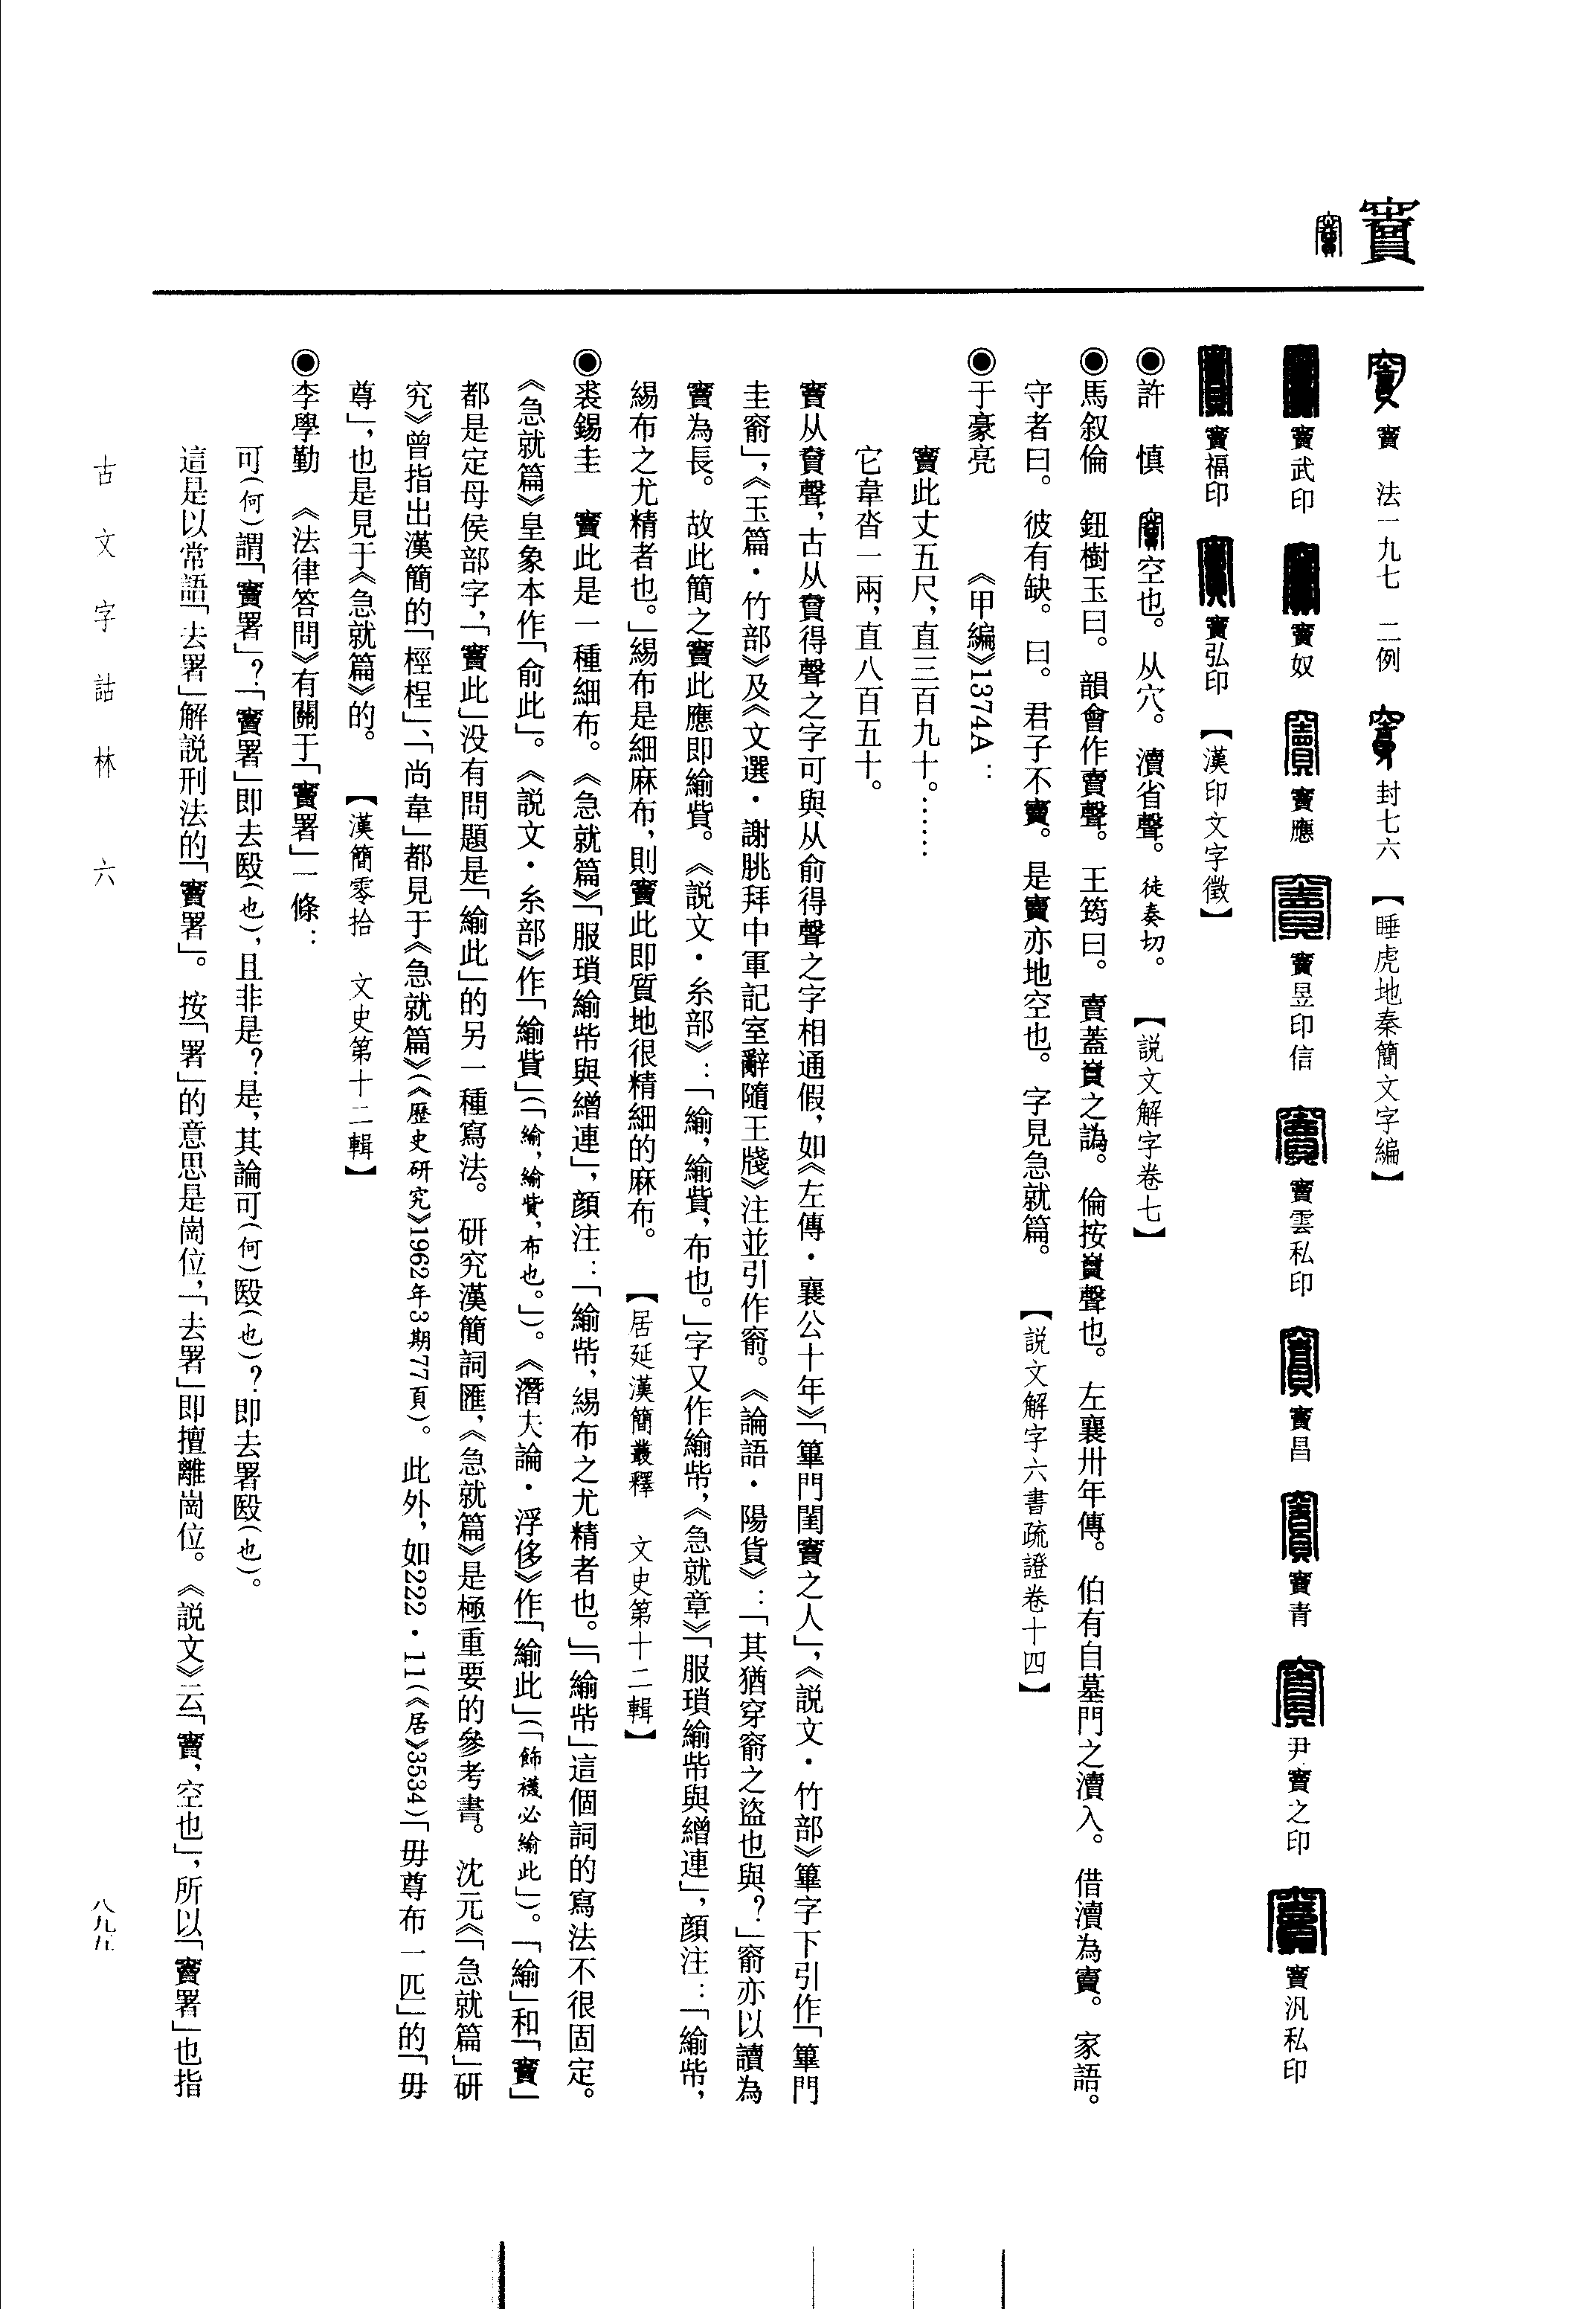 竇
竇 法一九七 二例 封七六 【睡虎地秦簡文字編】
竇武印 竇奴 竇應 竇昱印信 竇雲私印 竇昌 竇青 尹竇之印 竇汎私印
竇福印 竇弘印 【漢印文字徵】
◉許 慎 空也。从穴。瀆省聲。徒奏切。 【說文解字卷七】
◉馬叙倫 鈕樹玉曰。韻會作賣聲。王筠曰。賣蓋𧶠之譌。倫按𧶠聲也。左襄卅年傳。伯有自墓門之瀆入。借瀆為竇。家語。
守者曰。彼有缺。曰。君子不竇。是竇亦地空也。字見急就篇。 【說文解字六書疏證卷十四】
◉于豪亮 《甲編》1374A：
竇此丈五尺，直三百九十。……
它韋沓一兩，直八百五十。
竇从𧶠聲，古从𧶠得聲之字可與从俞得聲之字相通假，如《左傳·襄公十年》「篳門閨竇之人」，《説文·竹部》篳字下引作「篳門
圭窬」，《玉篇·竹部》及《文選·謝朓拜中軍記室辭隨王牋》注並引作窬。《論語·陽貨》：「其猶穿窬之盜也與？」窬亦以讀為
竇為長。故此簡之竇此應即緰貲。《説文·糸部》：「緰，緰貲，布也。」字又作緰幤，《急就章》「服瑣緰幤與繒連」，顔注：「緰幤，
緆布之尤精者也。」緆布是細麻布，則竇此即質地很精細的麻布。 【居延漢簡叢釋 文史第十二輯】
◉裘錫圭 竇此是一種細布。《急就篇》「服瑣緰幤與繒連」，顔注：「緰幤，緆布之尤精者也。」「緰幤」這個詞的寫法不很固定。
《急就篇》皇象本作「俞此」。《説文·糸部》作「緰貲」（「緰，緰貲，布也。」）。《潛夫論·浮侈》作「緰此」（「飾襪必緰此」）。「緰」和「竇」
都是定母侯部字，「竇此」没有問題是「緰此」的另一種寫法。研究漢簡詞匯，《急就篇》是極重要的參考書。沈元《「急就篇」研
究》曾指出漢簡的「桱桯」、「尚韋」都見于《急就篇》（《歷史研究》1962年3期77頁）。此外，如222·11（《居》3534）「毋尊布一匹」的「毋
尊」，也是見于《急就篇》的。 【漢簡零拾 文史第十二輯】
◉李學勤 《法律答問》有關于「竇署」一條：
可（何）謂「竇署」？「竇署」即去殹（也），且非是？是，其論可（何）殹（也）？即去署殹（也）。
這是以常語「去署」解説刑法的「竇署」。按「署」的意思是崗位，「去署」即擅離崗位。《説文》云「竇，空也」，所以「竇署」也指
古文字詁林 六
八九五